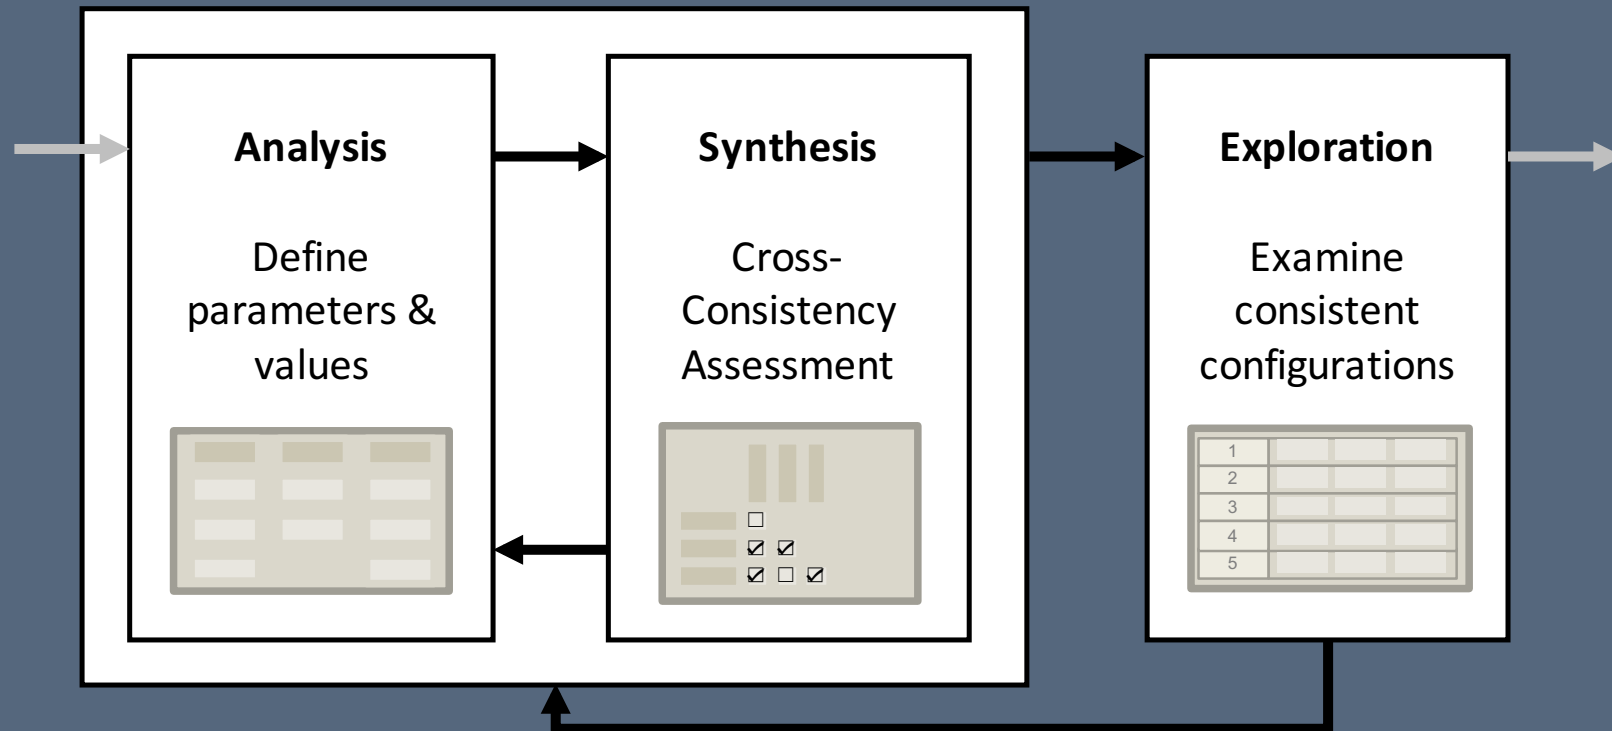 Analysis
Define
parameters &
values
Synthesis
Cross-
Consistency
Assessment
Exploration
Examine
consistent
configurations
1
2
3
4
5